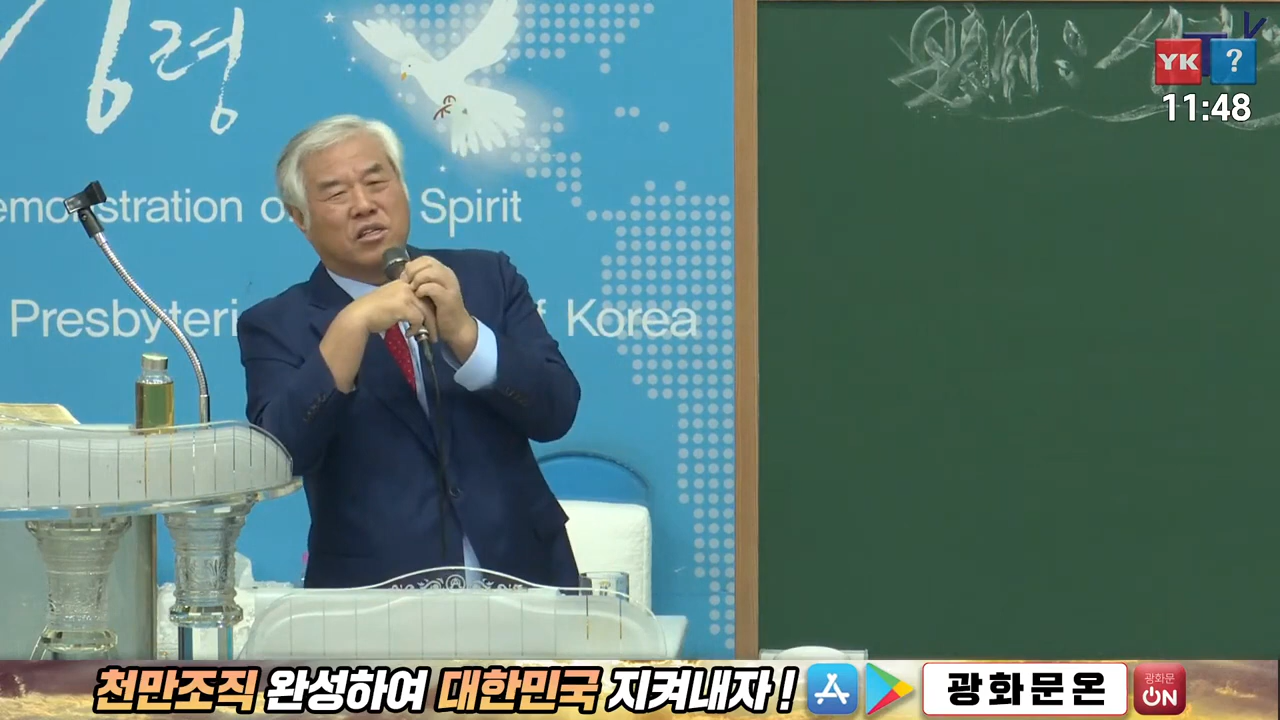 성령
YK ?
11:48
emonstration o Spirit
Presbyteri f Korea
천만조직 완성하여 대한민국 지켜내자!
광화문온
광화문
ON